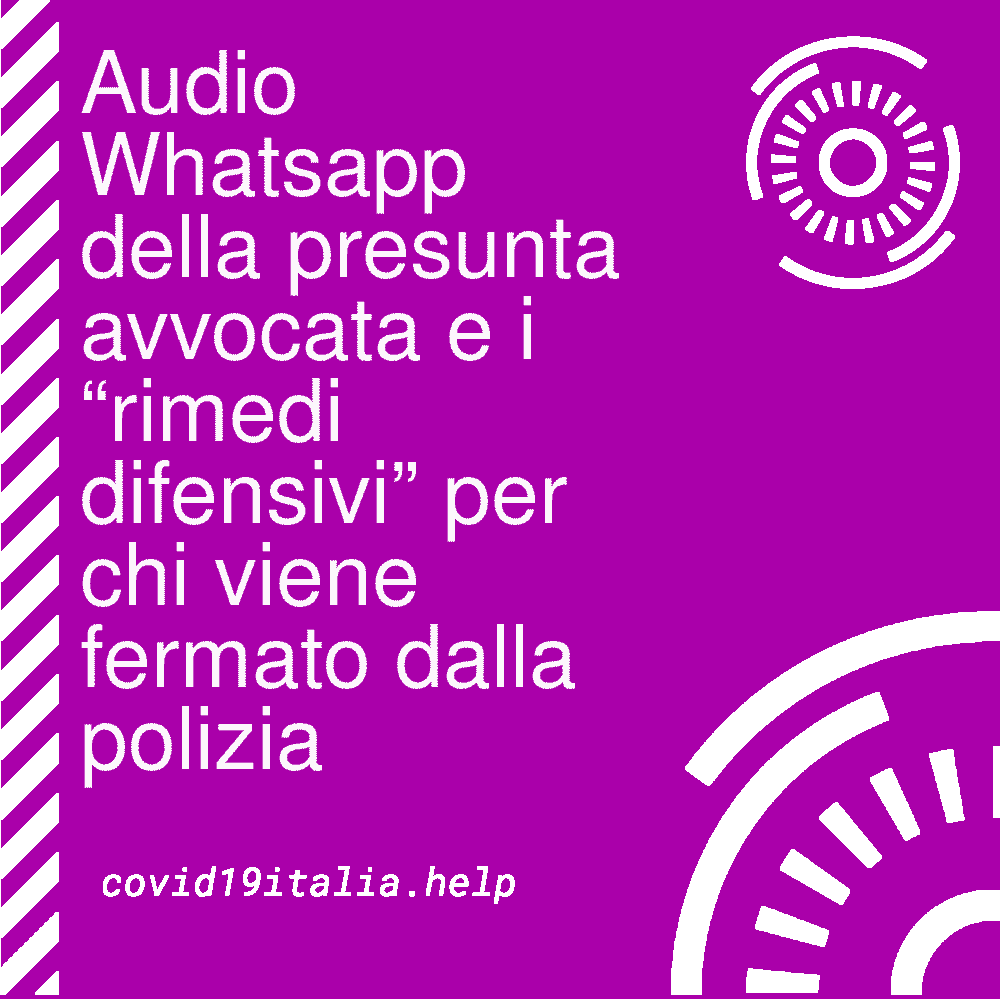 Audio
Whatsapp
della presunta
avvocata e i
“rimedi
difensivi” per
chi viene
fermato dalla
polizia
covid19italia.help